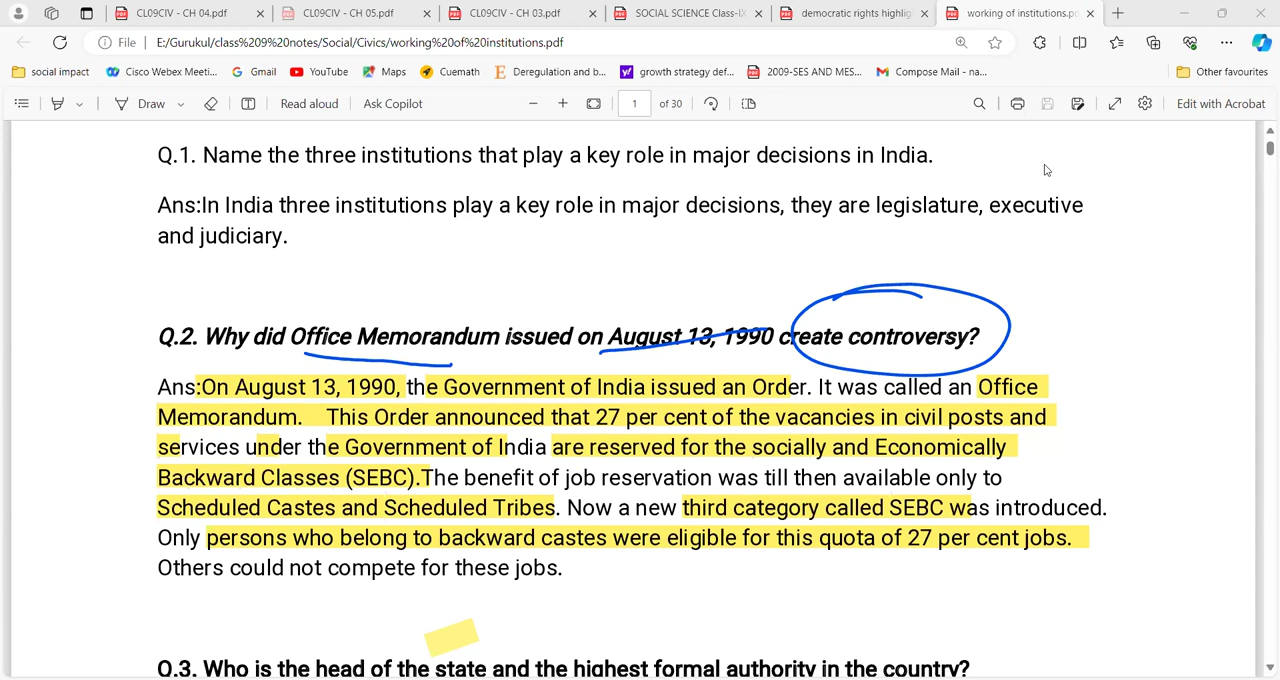 CL09CIV - CH 04.pdf CL09CIV - CH 05.pdf CL09CIV - CH 03.pdf SOCIAL SCIENCE Class-IX democratic rights highlig working of institutions.pd
File E:/Gurukul/class%209%20notes/Social/Civics/working%20of%20institutions.pdf
social impact Cisco Webex Meeti... Gmail YouTube Maps Cuemath Deregulation and b... growth strategy def... 2009-SES AND MES... Compose Mail - na... Other favourites
Draw Read aloud Ask Copilot 1 of 30 Edit with Acrobat
Q.1. Name the three institutions that play a key role in major decisions in India.
Ans:In India three institutions play a key role in major decisions, they are legislature, executive
and judiciary.
Q.2. Why did Office Memorandum issued on August 13, 1990 create controversy?
Ans:On August 13, 1990, the Government of India issued an Order. It was called an Office
Memorandum. This Order announced that 27 per cent of the vacancies in civil posts and
services under the Government of India are reserved for the socially and Economically
Backward Classes (SEBC).The benefit of job reservation was till then available only to
Scheduled Castes and Scheduled Tribes. Now a new third category called SEBC was introduced.
Only persons who belong to backward castes were eligible for this quota of 27 per cent jobs.
Others could not compete for these jobs.
Q.3. Who is the head of the state and the highest formal authority in the country?